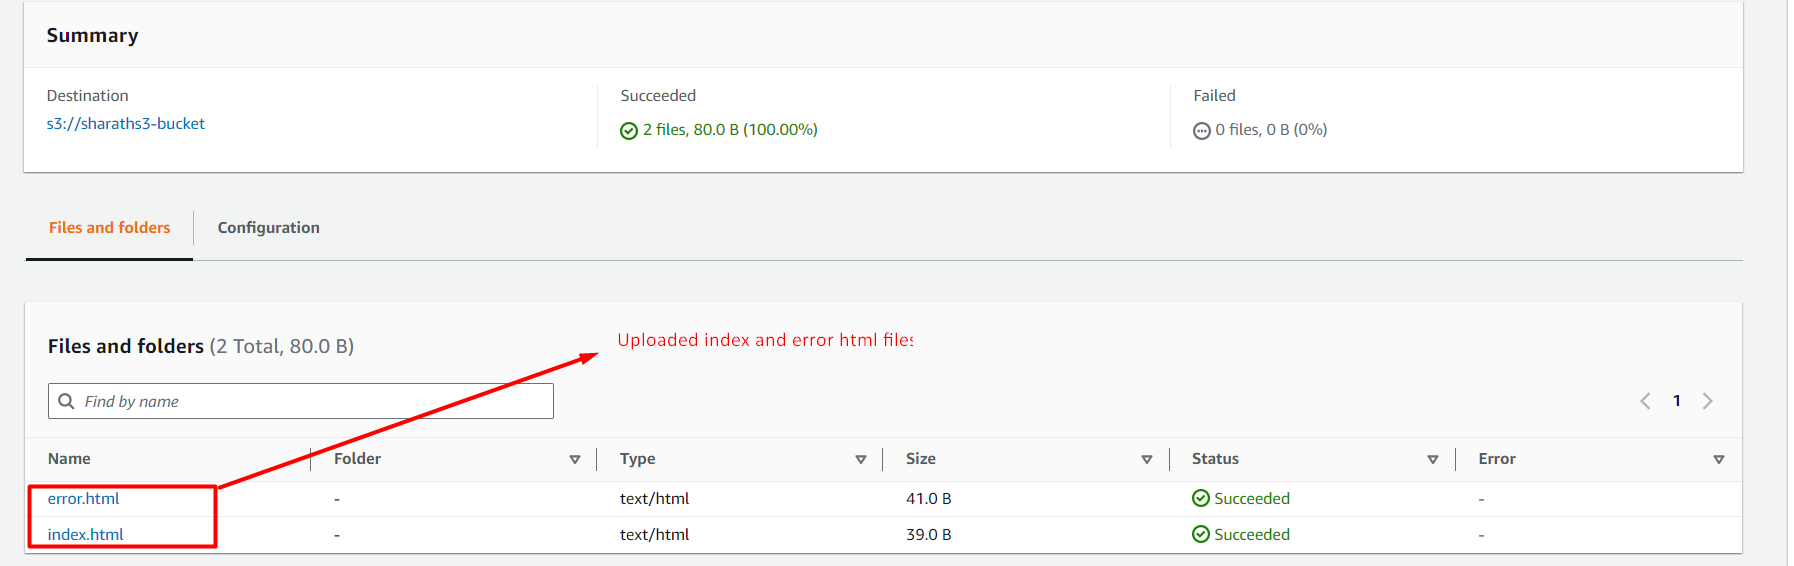 Summary
Destination Succeeded Failed
s3://sharaths3-bucket 2 files, 80.0 B (100.00%) 0 files, 0 B (0%)
Files and folders Configuration
Uploaded index and error html files
Files and folders (2 Total, 80.0 B)
Find by name 1
Name Folder Type Size Status Error
error.html - text/html 41.0 B Succeeded -
index.html - text/html 39.0 B Succeeded -